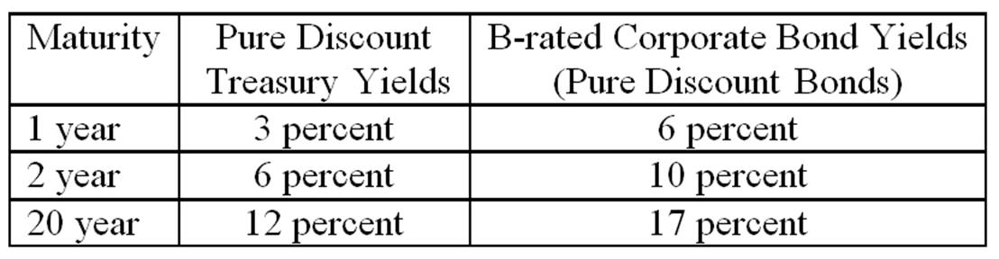 Maturity Pure Discount B-rated Corporate Bond Yields
Treasury Yields (Pure Discount Bonds)
1 year 3 percent 6 percent
2 year 6 percent 10 percent
20 year 12 percent 17 percent